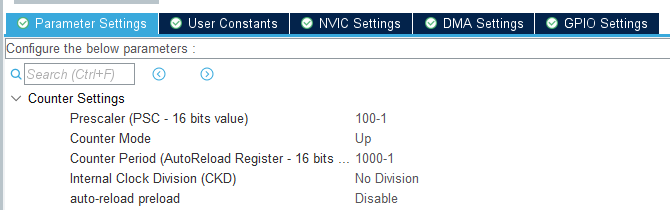 Parameter Settings User Constants NVIC Settings DMA Settings GPIO Settings
Configure the below parameters :
Search (Ctrl+F)
Counter Settings
Prescaler (PSC - 16 bits value) 100-1
Counter Mode Up
Counter Period (AutoReload Register - 16 bits ... 1000-1
Internal Clock Division (CKD) No Division
auto-reload preload Disable